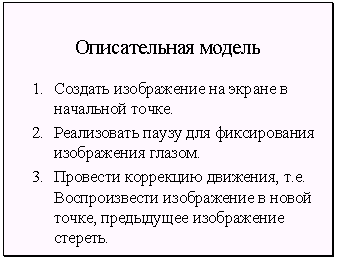 Описательная модель
1. Создать изображение на экране в
начальной точке.
2. Реализовать паузу для фиксирования
изображения глазом.
3. Провести коррекцию движения, т.е.
Воспроизвести изображение в новой
точке, предыдущее изображение
стереть.